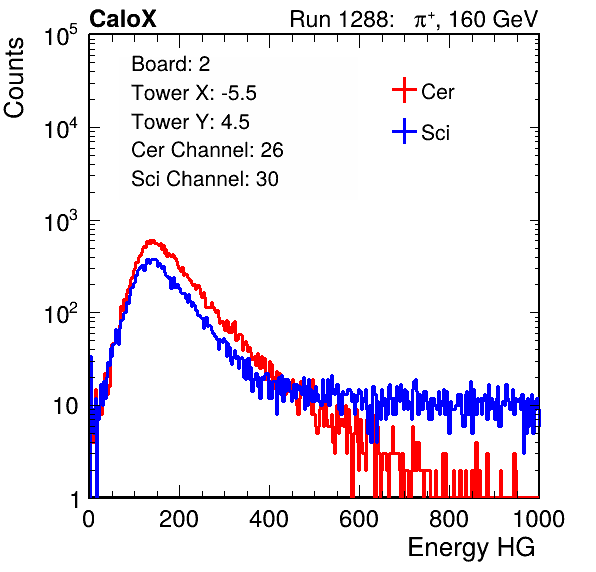 CaloX Run 1288: π⁺, 160 GeV
Board: 2
Tower X: -5.5
Tower Y: 4.5
Cer Channel: 26
Sci Channel: 30
Cer
Sci
Counts
10⁵
10⁴
10³
10²
10
1
0 200 400 600 800 1000
Energy HG